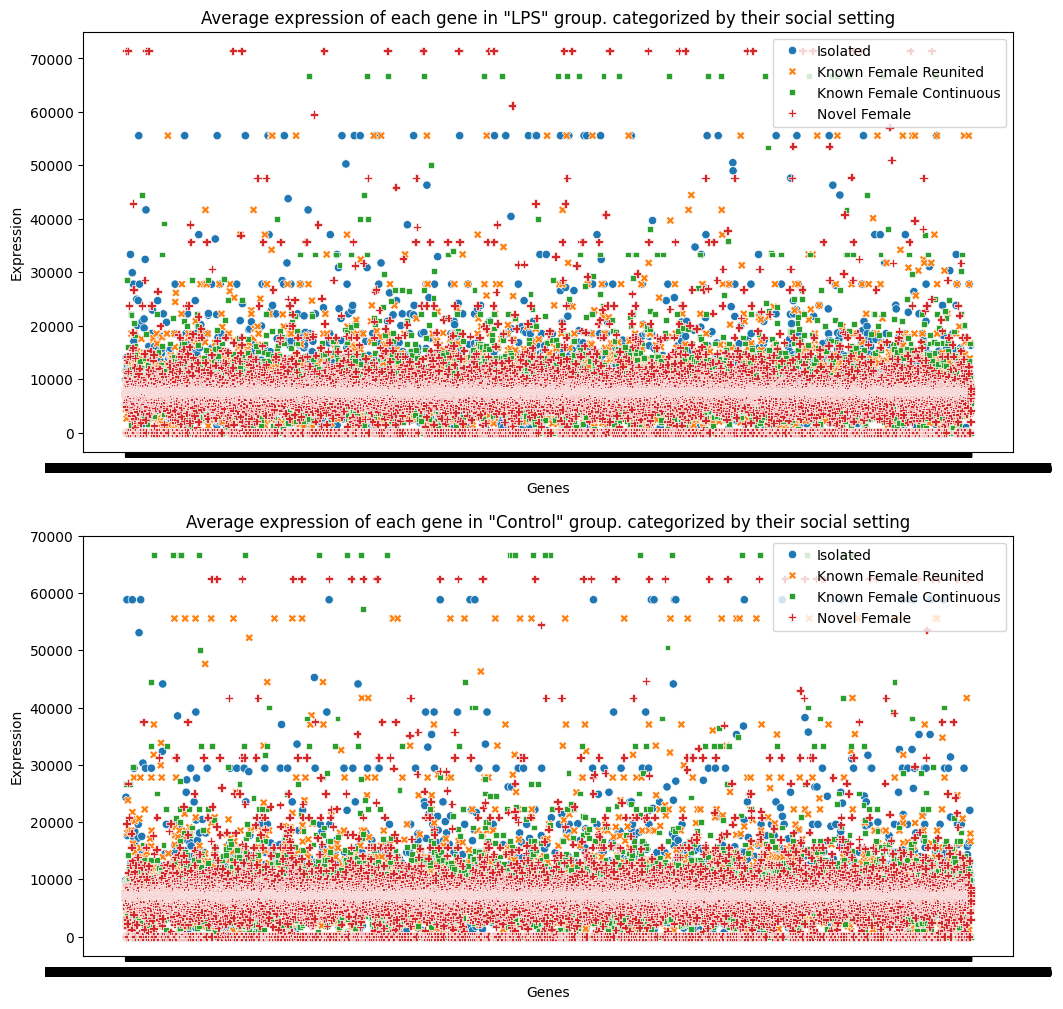 Average expression of each gene in "LPS" group. categorized by their social setting
70000
60000
50000
40000
30000
20000
10000
0
Expression
Isolated
Known Female Reunited
Known Female Continuous
Novel Female
Genes
Average expression of each gene in "Control" group. categorized by their social setting
70000
60000
50000
40000
30000
20000
10000
0
Expression
Isolated
Known Female Reunited
Known Female Continuous
Novel Female
Genes